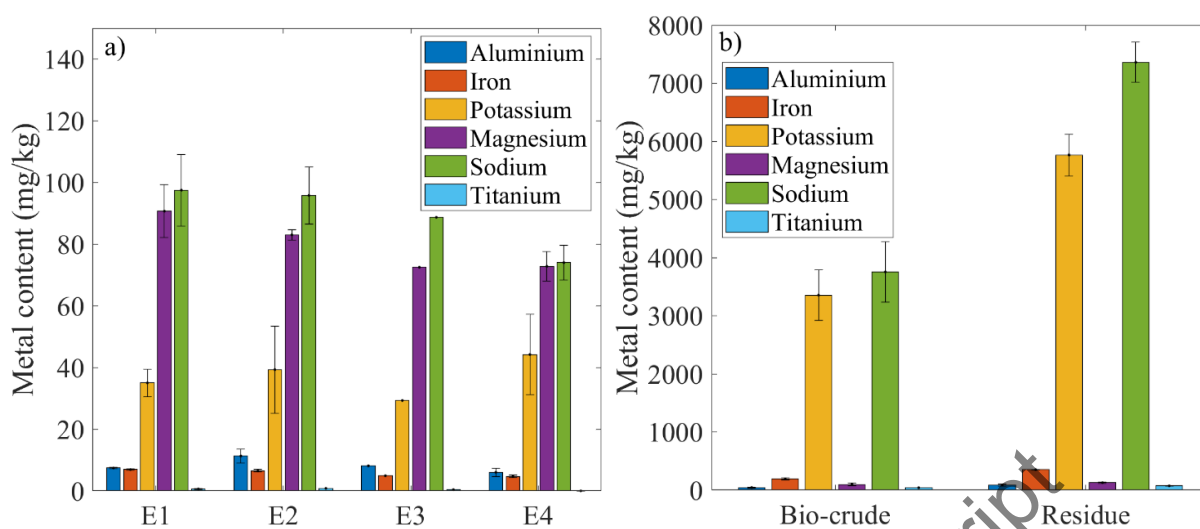 a)
Metal content (mg/kg)
140
120
100
80
60
40
20
0
Aluminium
Iron
Potassium
Magnesium
Sodium
Titanium
E1 E2 E3 E4
b)
Metal content (mg/kg)
8000
7000
6000
5000
4000
3000
2000
1000
0
Aluminium
Iron
Potassium
Magnesium
Sodium
Titanium
Bio-crude Residue
ript